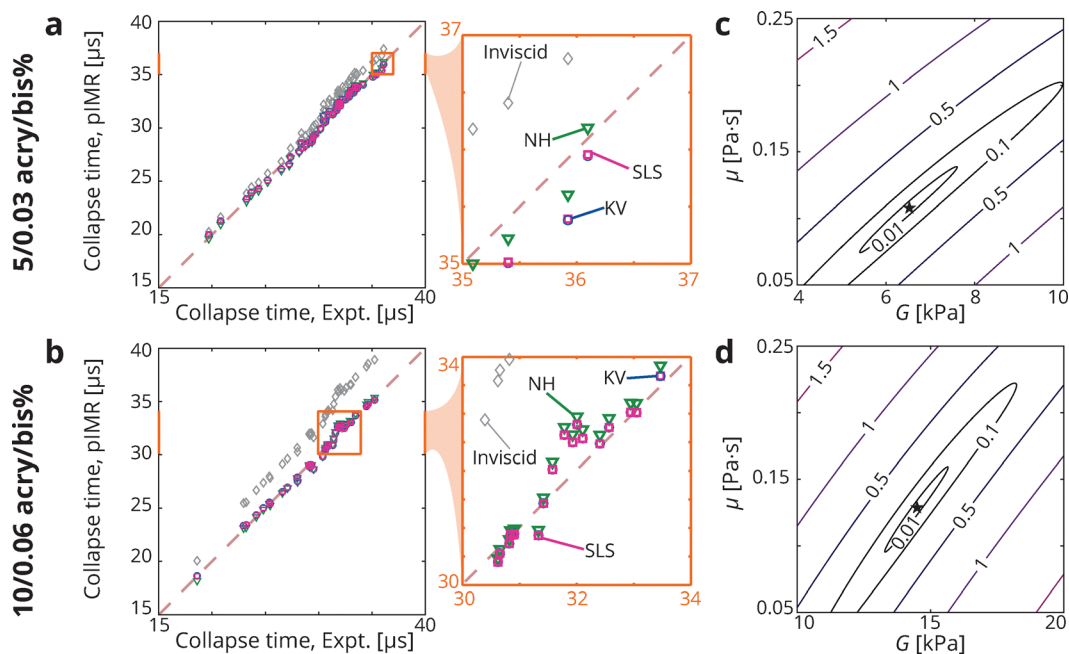 a
5/0.03 acry/bis%
Collapse time, pIMR [µs]
40
35
30
25
20
15
15
40
Collapse time, Expt. [µs]
37
35
35
36
37
Inviscid
NH
SLS
KV
c
µ [Pa·s]
0.25
0.15
0.05
4
6
8
10
G [kPa]
1.5
1
0.5
0.1
0.01
0.5
1
b
10/0.06 acry/bis%
Collapse time, pIMR [µs]
40
35
30
25
20
15
15
40
Collapse time, Expt. [µs]
34
30
30
32
34
NH
KV
Inviscid
SLS
d
µ [Pa·s]
0.25
0.15
0.05
10
15
20
G [kPa]
1.5
1
0.5
0.1
0.01
0.5
1